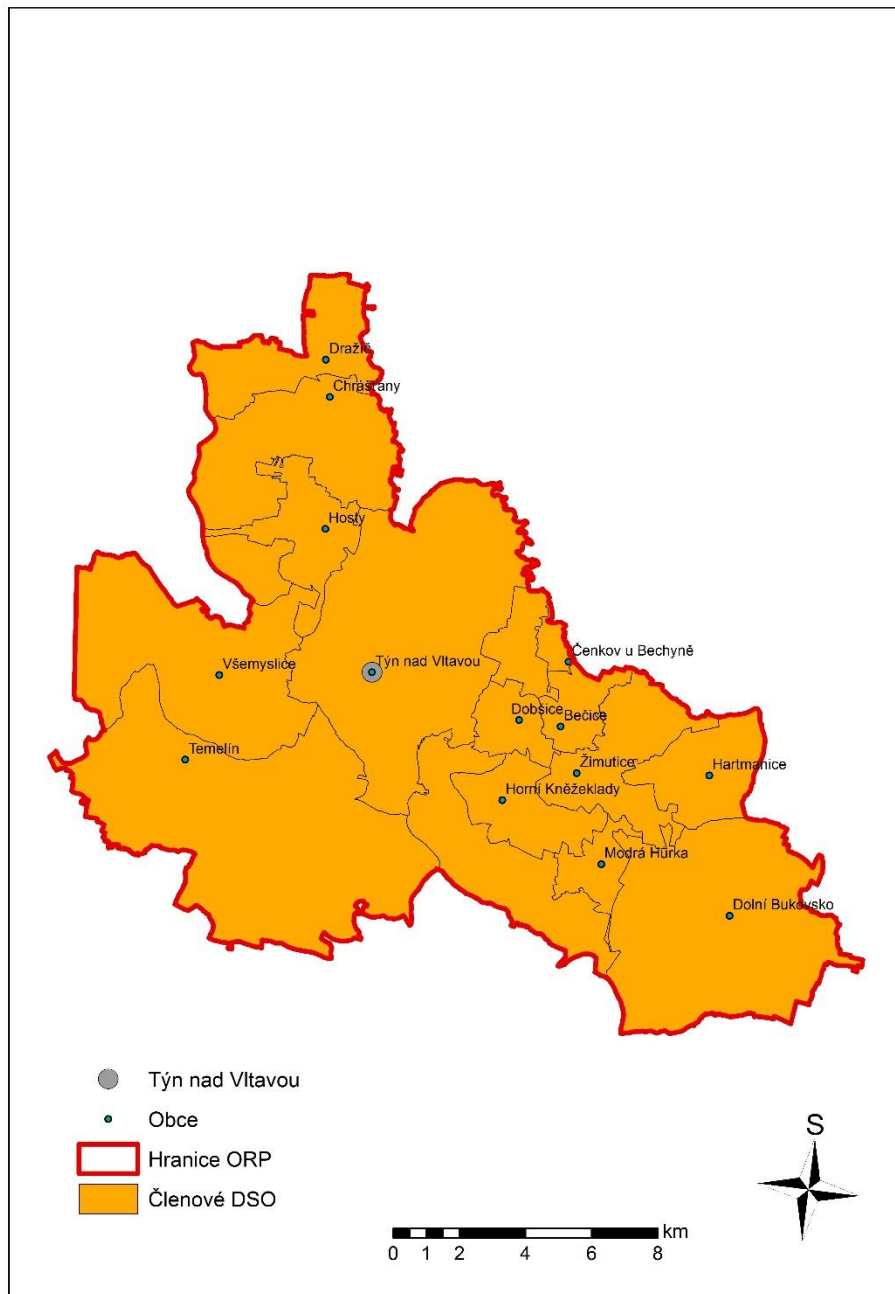 Dražíč
Chrášťany
Hosty
Čenkov u Bechyně
Všemyslice
Týn nad Vltavou
Dobšice
Bečice
Temelín
Žimutice
Hartmanice
Horní Kněžeklady
Modrá Hůrka
Dolní Bukovsko
Týn nad Vltavou
Obce
Hranice ORP
Členové DSO
S
km
0 1 2 4 6 8